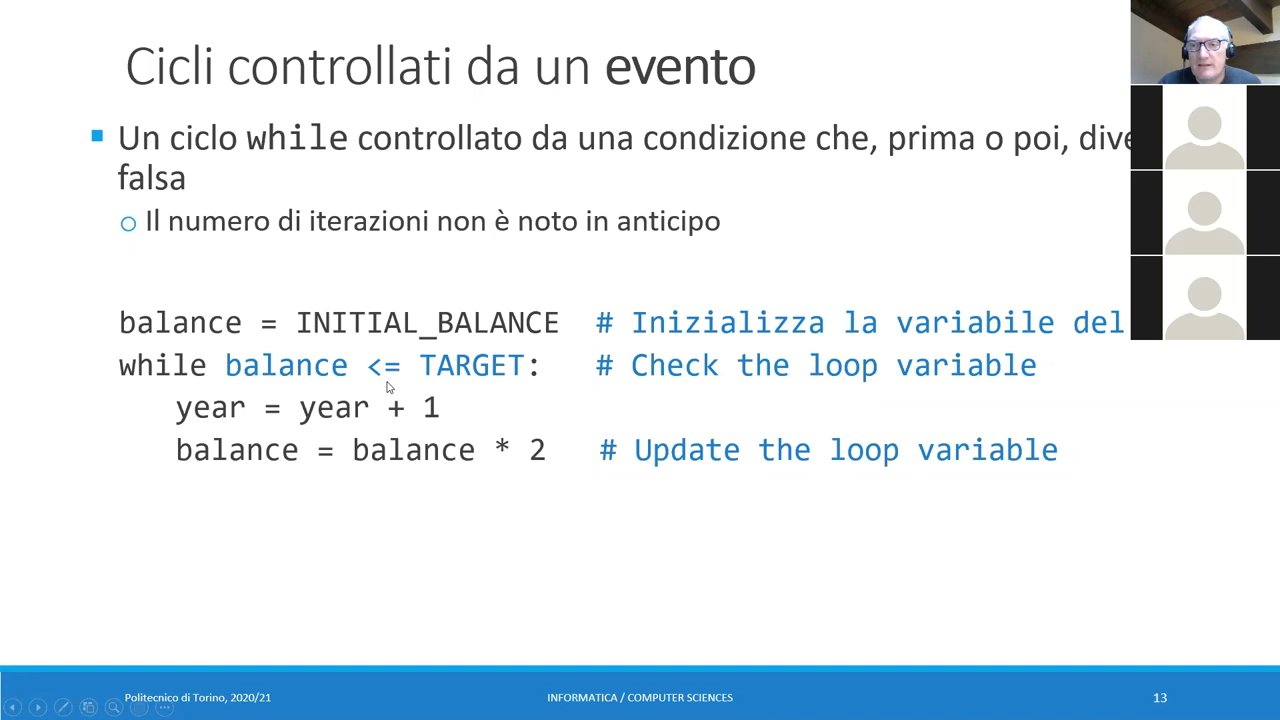 Cicli controllati da un evento
Un ciclo while controllato da una condizione che, prima o poi,
falsa
Il numero di iterazioni non è noto in anticipo
balance = INITIAL_BALANCE # Inizializza la variabile del
while balance <= TARGET: # Check the loop variable
year = year + 1
balance = balance * 2 # Update the loop variable
Politecnico di Torino, 2020/21
INFORMATICA / COMPUTER SCIENCES
13